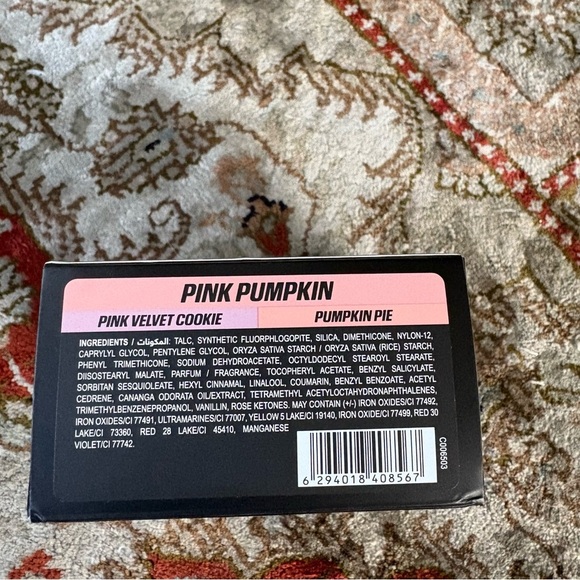 PINK PUMPKIN
PINK VELVET COOKIE
PUMPKIN PIE
INGREDIENTS / المكونات: TALC, SYNTHETIC FLUORPHLOGOPITE, SILICA, DIMETHICONE, NYLON-12,
CAPRYLYL GLYCOL, PENTYLENE GLYCOL, ORYZA SATIVA STARCH / ORYZA SATIVA (RICE) STARCH,
PHENYL TRIMETHICONE, SODIUM DEHYDROACETATE, OCTYLDODECYL STEAROYL STEARATE,
DIISOSTEARYL MALATE, PARFUM / FRAGRANCE, TOCOPHERYL ACETATE, BENZYL SALICYLATE,
SORBITAN SESQUIOLEATE, HEXYL CINNAMAL, LINALOOL, COUMARIN, BENZYL BENZOATE, ACETYL
CEDRENE, CANANGA ODORATA OIL/EXTRACT, TETRAMETHYL ACETYLOCTAHYDRONAPHTHALENES,
TRIMETHYLBENZENEPROPANOL, VANILLIN, ROSE KETONES. MAY CONTAIN (+/-) IRON OXIDES/CI 77492,
IRON OXIDES/CI 77491, ULTRAMARINES/CI 77007, YELLOW 5 LAKE/CI 19140, IRON OXIDE/CI 77499, RED 30
LAKE/CI 73360, RED 28 LAKE/CI 45410, MANGANESE
VIOLET/CI 77742.
6 294018 408567
C006503